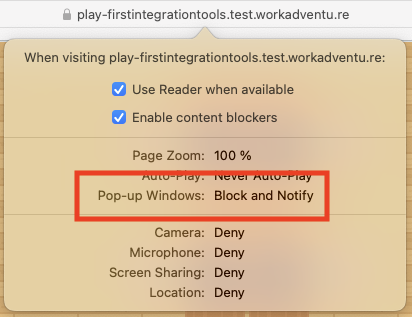 play-firstintegrationtools.test.workadventu.re
When visiting play-firstintegrationtools.test.workadventu.re:
Use Reader when available
Enable content blockers
Page Zoom: 100 %
Auto-Play: Never Auto-Play
Pop-up Windows: Block and Notify
Camera: Deny
Microphone: Deny
Screen Sharing: Deny
Location: Deny